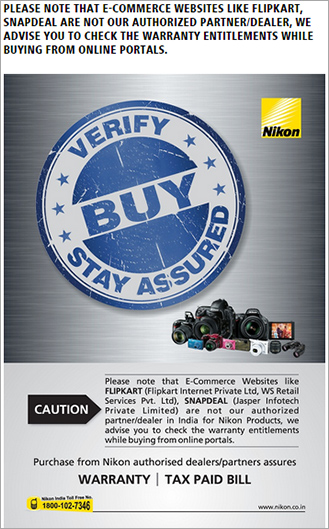 PLEASE NOTE THAT E-COMMERCE WEBSITES LIKE FLIPKART,
SNAPDEAL ARE NOT OUR AUTHORIZED PARTNER/DEALER, WE
ADVISE YOU TO CHECK THE WARRANTY ENTITLEMENTS WHILE
BUYING FROM ONLINE PORTALS.
Nikon
VERIFY
BUY
STAY ASSURED
CAUTION
Please note that E-Commerce Websites like
FLIPKART (Flipkart Internet Private Ltd, WS Retail
Services Pvt. Ltd), SNAPDEAL (Jasper Infotech
Private Limited) are not our authorized
partner/dealer in India for Nikon Products, we
advise you to check the warranty entitlements
while buying from online portals.
Purchase from Nikon authorised dealers/partners assures
WARRANTY | TAX PAID BILL
Nikon India Toll Free No.
1800-102-7346
www.nikon.co.in